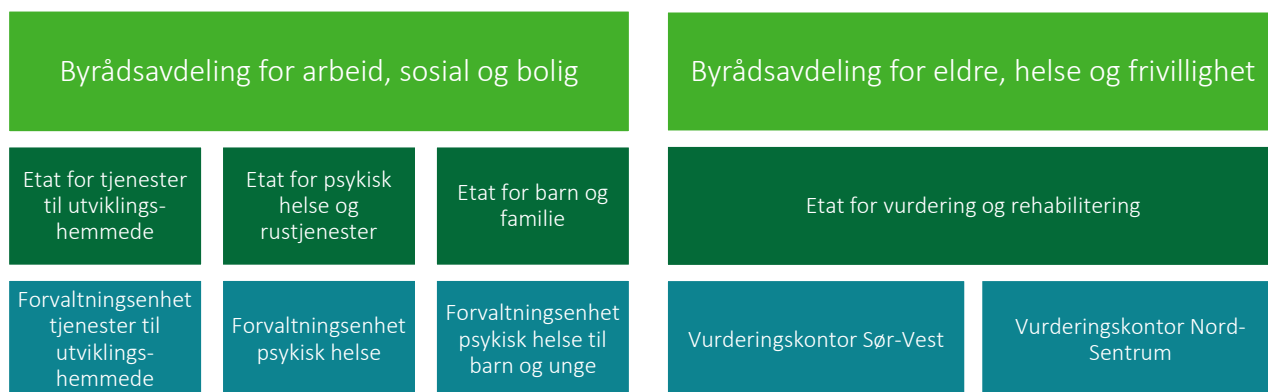 Byrådsavdeling for arbeid, sosial og bolig
Byrådsavdeling for eldre, helse og frivillighet
Etat for tjenester
til utviklings-
hemmede
Etat for psykisk
helse og
rustjenester
Etat for barn og
familie
Etat for vurdering og rehabilitering
Forvaltningsenhet
tjenester til
utviklings-
hemmede
Forvaltningsenhet
psykisk helse
Forvaltningsenhet
psykisk helse til
barn og unge
Vurderingskontor Sør-Vest
Vurderingskontor Nord-
Sentrum